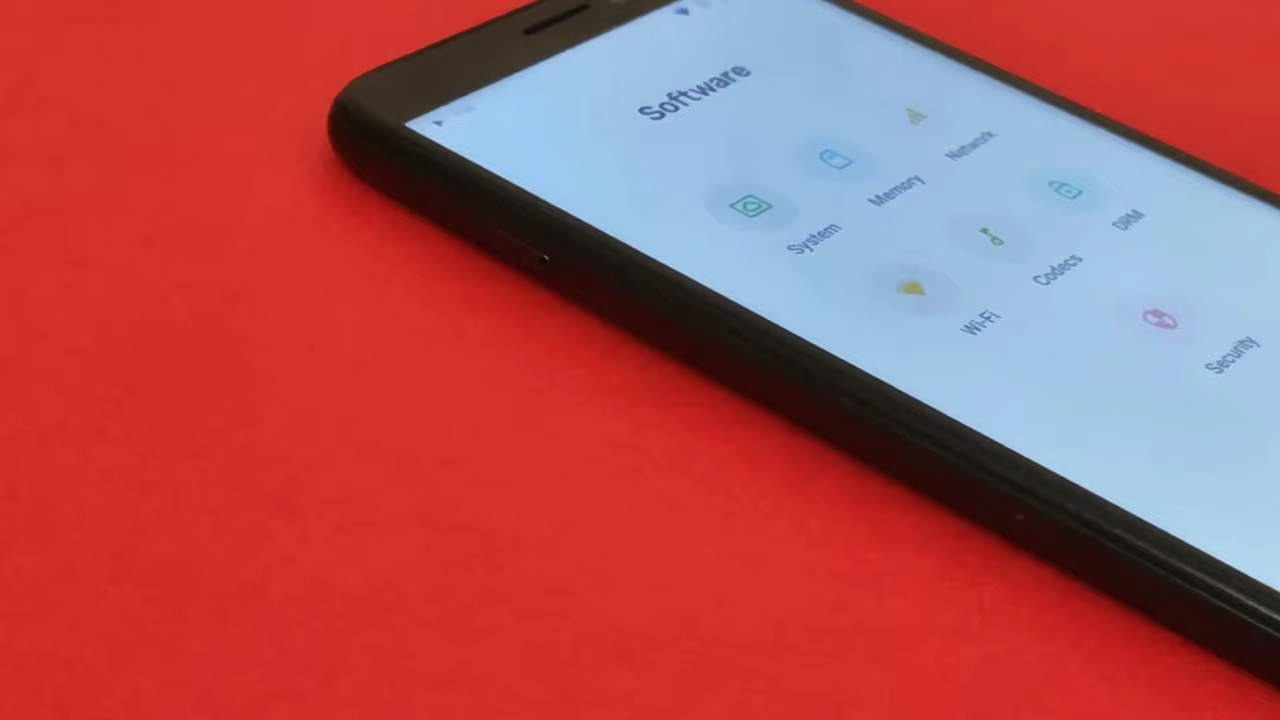 Software
System
Memory
Network
Wi-Fi
Codecs
DRM
Security